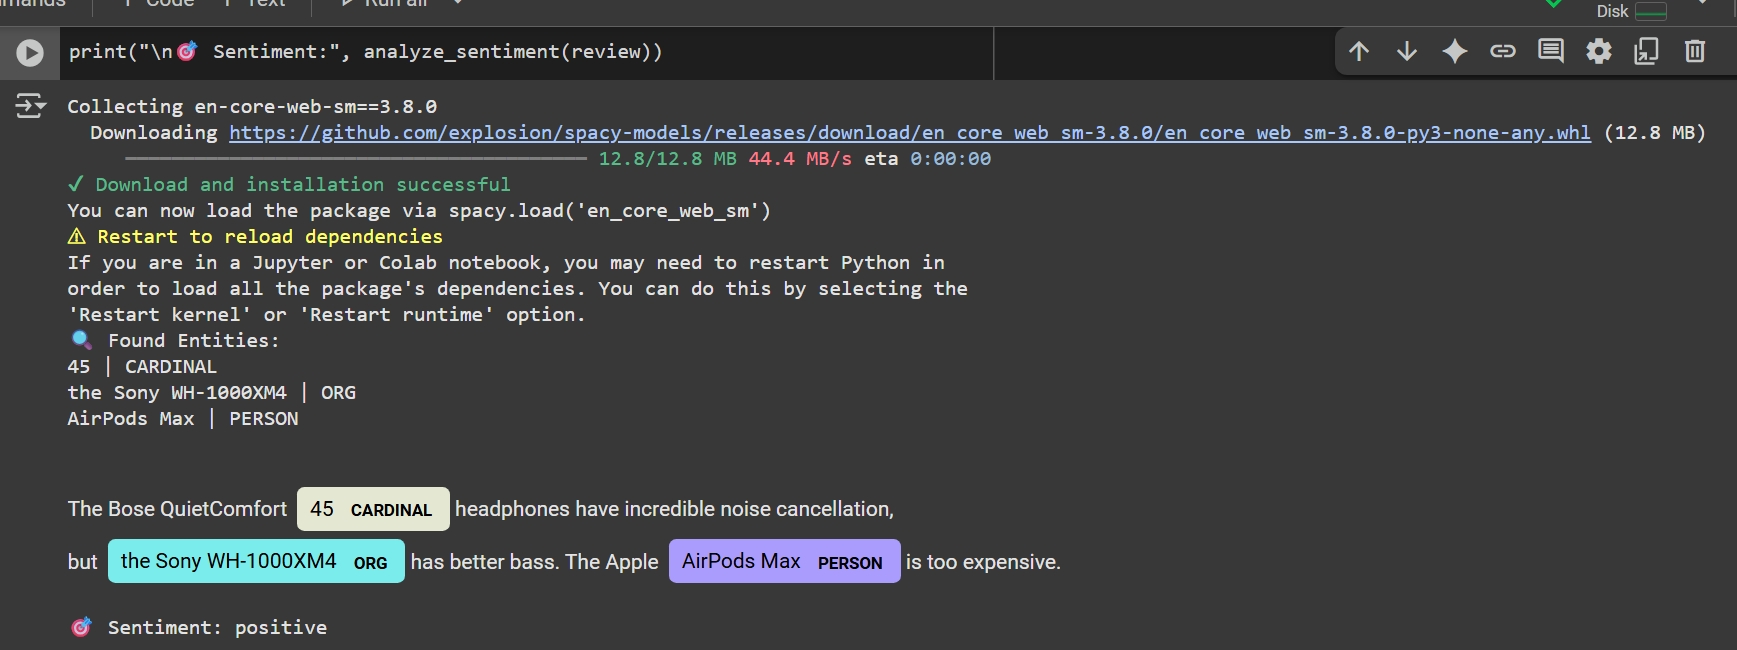 Disk
print("\n🎯 Sentiment:", analyze_sentiment(review))
Collecting en-core-web-sm==3.8.0
Downloading https://github.com/explosion/spacy-models/releases/download/en_core_web_sm-3.8.0/en_core_web_sm-3.8.0-py3-none-any.whl (12.8 MB)
12.8/12.8 MB 44.4 MB/s eta 0:00:00
✓ Download and installation successful
You can now load the package via spacy.load('en_core_web_sm')
⚠ Restart to reload dependencies
If you are in a Jupyter or Colab notebook, you may need to restart Python in
order to load all the package's dependencies. You can do this by selecting the
'Restart kernel' or 'Restart runtime' option.
🔍 Found Entities:
45 | CARDINAL
the Sony WH-1000XM4 | ORG
AirPods Max | PERSON
The Bose QuietComfort 45 CARDINAL headphones have incredible noise cancellation,
but the Sony WH-1000XM4 ORG has better bass. The Apple AirPods Max PERSON is too expensive.
🎯 Sentiment: positive